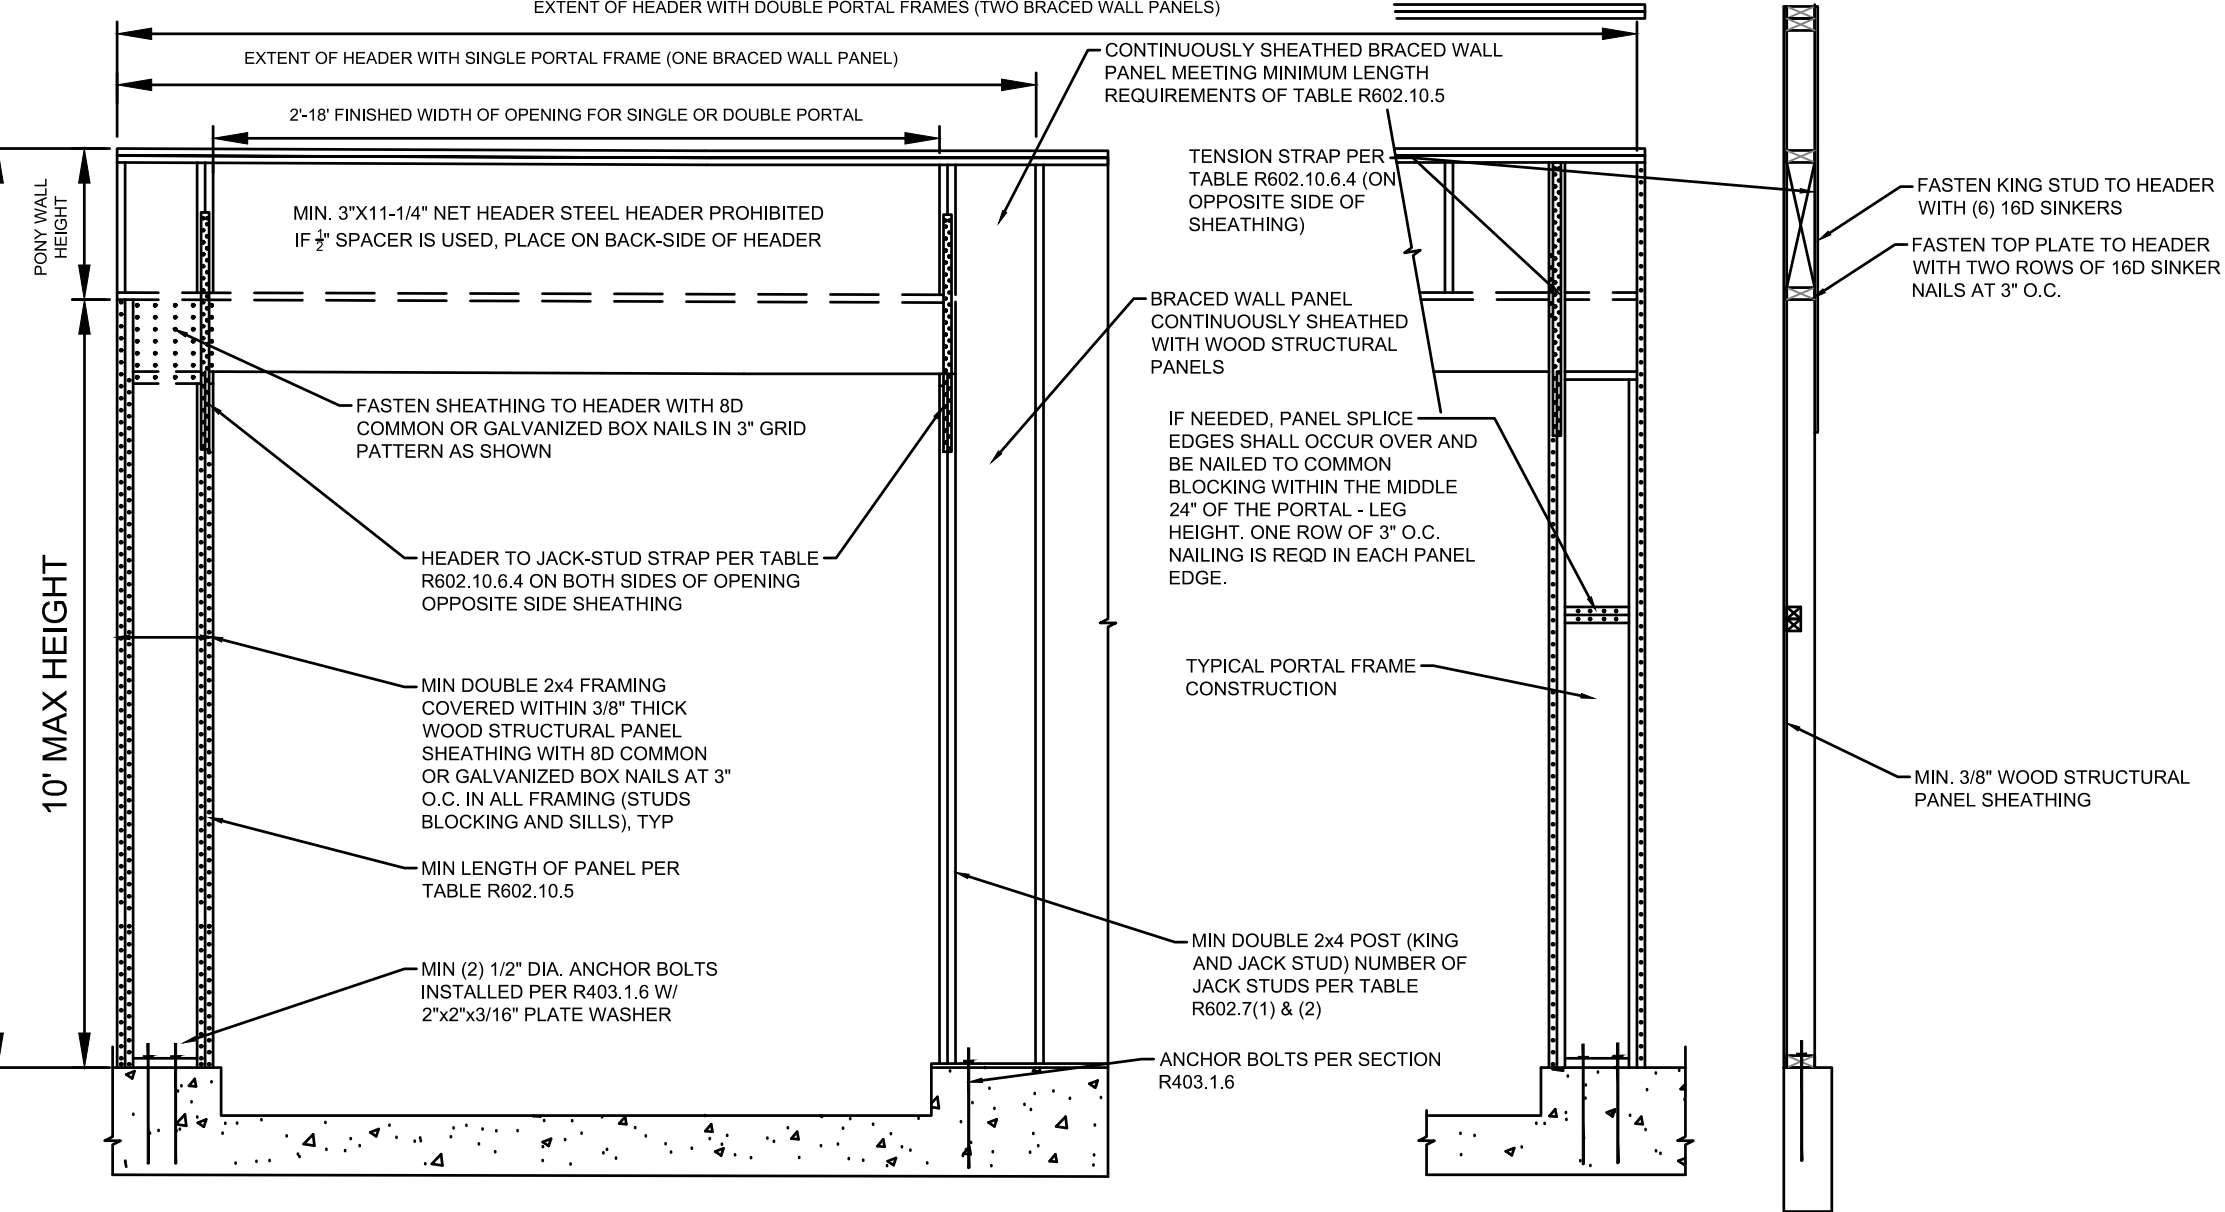 EXTENT OF HEADER WITH DOUBLE PORTAL FRAMES (TWO BRACED WALL PANELS)
EXTENT OF HEADER WITH SINGLE PORTAL FRAME (ONE BRACED WALL PANEL)
2'-18' FINISHED WIDTH OF OPENING FOR SINGLE OR DOUBLE PORTAL
PONY WALL
HEIGHT
10' MAX HEIGHT
MIN. 3"X11-1/4" NET HEADER STEEL HEADER PROHIBITED
IF 1/2" SPACER IS USED, PLACE ON BACK-SIDE OF HEADER
FASTEN SHEATHING TO HEADER WITH 8D
COMMON OR GALVANIZED BOX NAILS IN 3" GRID
PATTERN AS SHOWN
HEADER TO JACK-STUD STRAP PER TABLE
R602.10.6.4 ON BOTH SIDES OF OPENING
OPPOSITE SIDE SHEATHING
MIN DOUBLE 2x4 FRAMING
COVERED WITHIN 3/8" THICK
WOOD STRUCTURAL PANEL
SHEATHING WITH 8D COMMON
OR GALVANIZED BOX NAILS AT 3"
O.C. IN ALL FRAMING (STUDS
BLOCKING AND SILLS), TYP
MIN LENGTH OF PANEL PER
TABLE R602.10.5
MIN (2) 1/2" DIA. ANCHOR BOLTS
INSTALLED PER R403.1.6 W/
2"x2"x3/16" PLATE WASHER
CONTINUOUSLY SHEATHED BRACED WALL
PANEL MEETING MINIMUM LENGTH
REQUIREMENTS OF TABLE R602.10.5
TENSION STRAP PER
TABLE R602.10.6.4 (ON
OPPOSITE SIDE OF
SHEATHING)
BRACED WALL PANEL
CONTINUOUSLY SHEATHED
WITH WOOD STRUCTURAL
PANELS
IF NEEDED, PANEL SPLICE
EDGES SHALL OCCUR OVER AND
BE NAILED TO COMMON
BLOCKING WITHIN THE MIDDLE
24" OF THE PORTAL - LEG
HEIGHT. ONE ROW OF 3" O.C.
NAILING IS REQD IN EACH PANEL
EDGE.
TYPICAL PORTAL FRAME
CONSTRUCTION
MIN DOUBLE 2x4 POST (KING
AND JACK STUD) NUMBER OF
JACK STUDS PER TABLE
R602.7(1) & (2)
ANCHOR BOLTS PER SECTION
R403.1.6
FASTEN KING STUD TO HEADER
WITH (6) 16D SINKERS
FASTEN TOP PLATE TO HEADER
WITH TWO ROWS OF 16D SINKER
NAILS AT 3" O.C.
MIN. 3/8" WOOD STRUCTURAL
PANEL SHEATHING